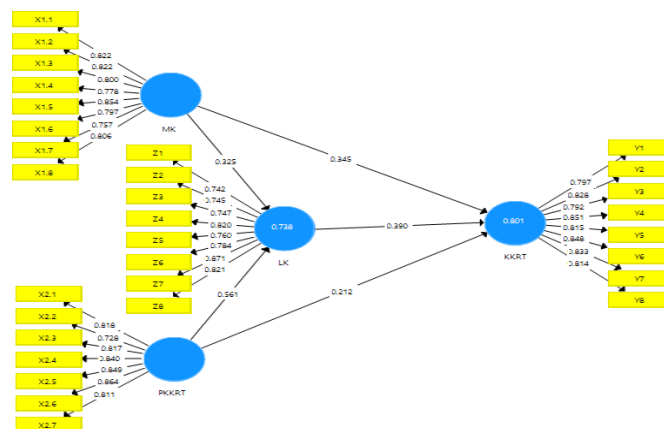 X1.1
X1.2
X1.3
X1.4
X1.5
X1.6
X1.7
X1.8
0.822
0.822
0.800
0.778
0.854
0.797
0.757
0.806
MK
0.325
0.345
Z1
Z2
Z3
Z4
Z5
Z6
Z7
Z8
0.742
0.745
0.747
0.820
0.760
0.784
0.871
0.821
0.738
LK
0.390
0.561
0.212
X2.1
X2.2
X2.3
X2.4
X2.5
X2.6
X2.7
0.818
0.728
0.817
0.840
0.849
0.864
0.811
PKKRT
0.801
KKRT
0.797
0.828
0.792
0.851
0.815
0.848
0.833
0.814
Y1
Y2
Y3
Y4
Y5
Y6
Y7
Y8